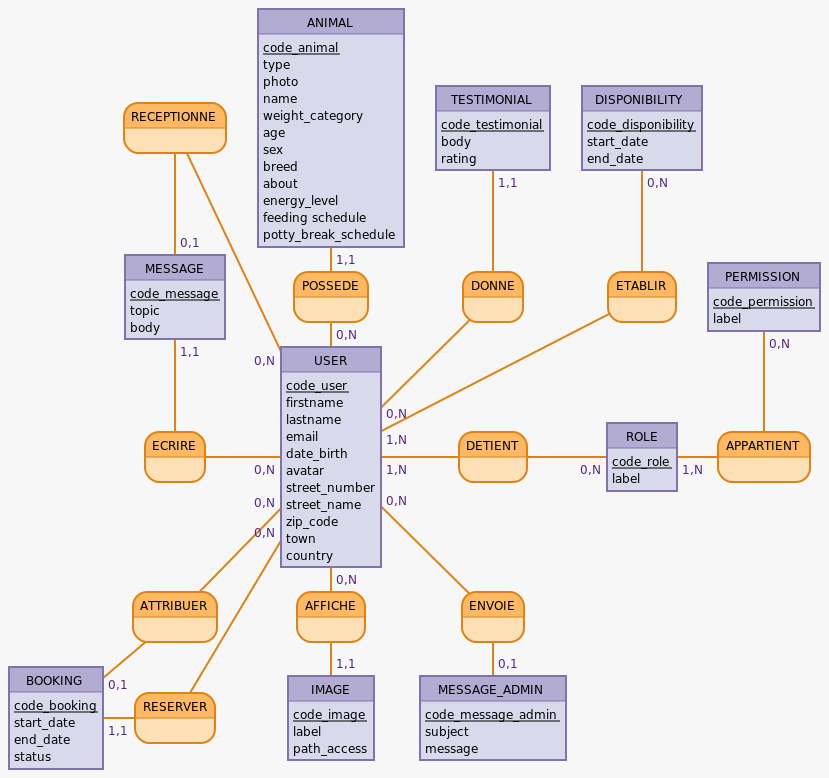 ANIMAL
code_animal
type
photo
name
weight_category
age
sex
breed
about
energy_level
feeding schedule
potty_break_schedule
1,1
TESTIMONIAL
code_testimonial
body
rating
1,1
DISPONIBILITY
code_disponibility
start_date
end_date
0,N
RECEPTIONNE
0,1
MESSAGE
code_message
topic
body
1,1
POSSEDE
0,N
DONNE
0,N
ETABLIR
1,N
PERMISSION
code_permission
label
0,N
0,N
USER
code_user
firstname
lastname
email
date_birth
avatar
street_number
street_name
zip_code
town
country
ECRIRE
0,N
DETIENT
1,N
0,N
ROLE
code_role
label
1,N
APPARTIENT
0,N
0,N
0,N
0,N
ATTRIBUER
AFFICHE
ENVOIE
0,1
1,1
0,1
BOOKING
code_booking
start_date
end_date
status
1,1
RESERVER
IMAGE
code_image
label
path_access
MESSAGE_ADMIN
code_message_admin
subject
message